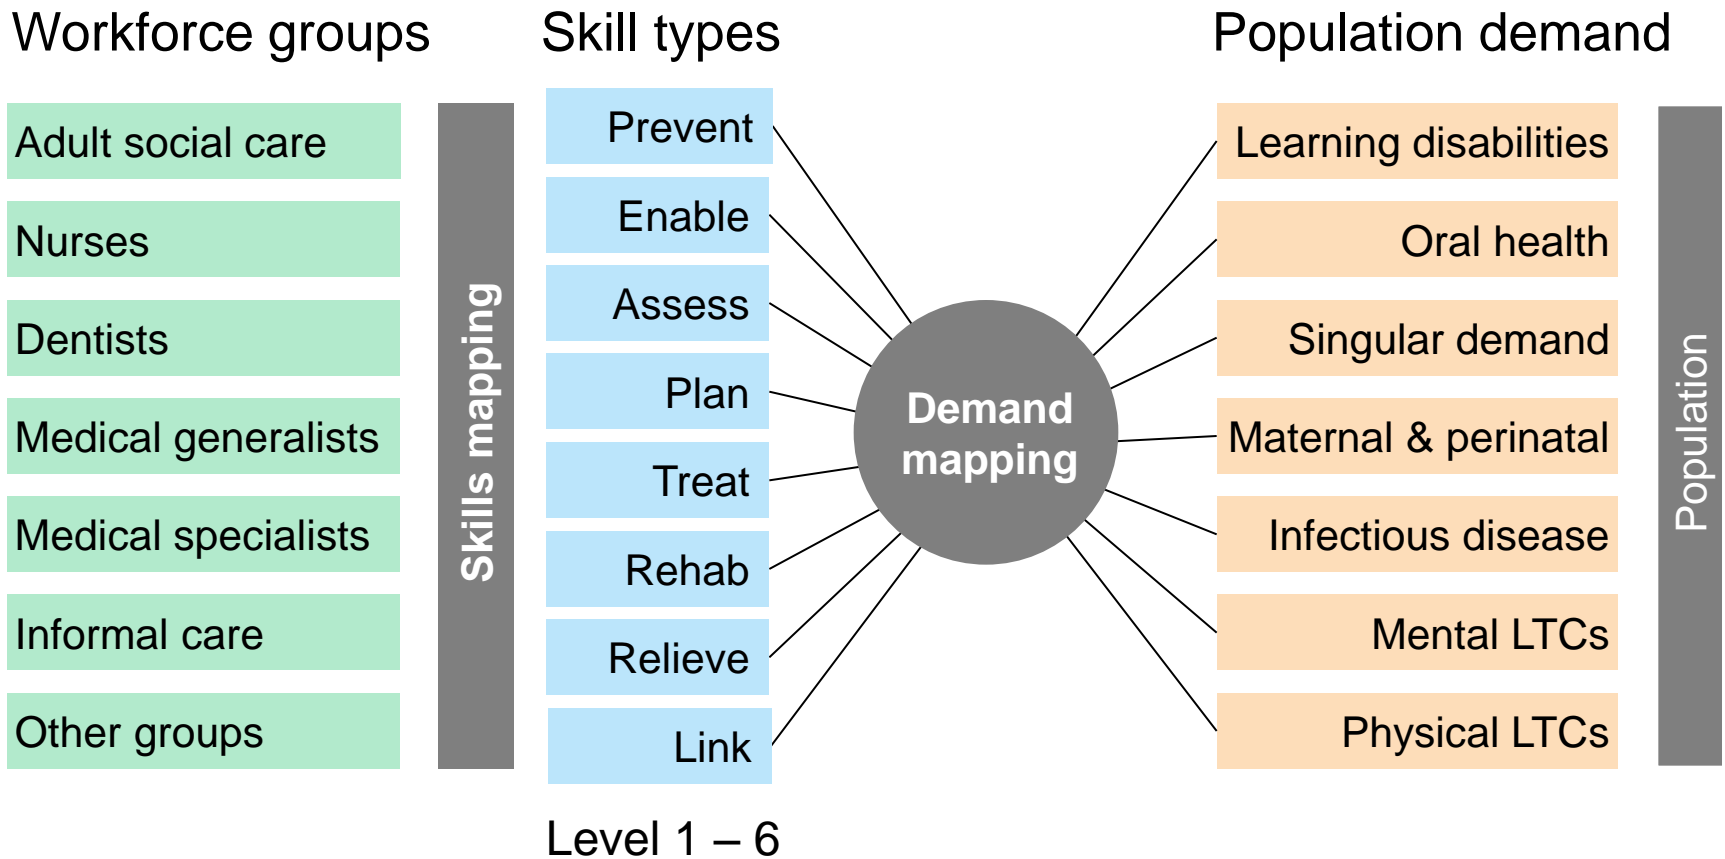 Workforce groups
Skill types
Population demand
Adult social care
Nurses
Dentists
Medical generalists
Medical specialists
Informal care
Other groups
Skills mapping
Prevent
Enable
Assess
Plan
Treat
Rehab
Relieve
Link
Level 1 – 6
Demand
mapping
Learning disabilities
Oral health
Singular demand
Maternal & perinatal
Infectious disease
Mental LTCs
Physical LTCs
Population